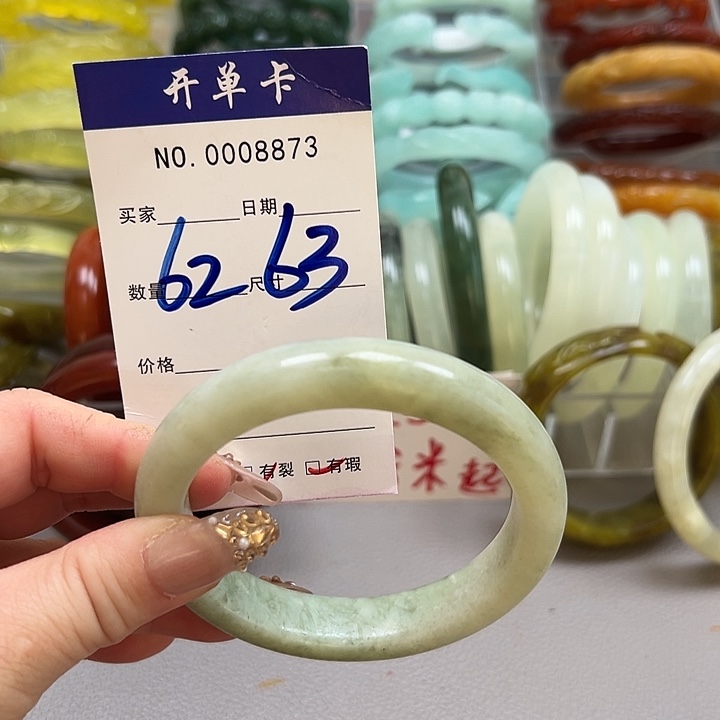 开单卡
NO. 0008873
买家 日期
数量 62 尺寸 63
价格
有裂 有瑕
米起